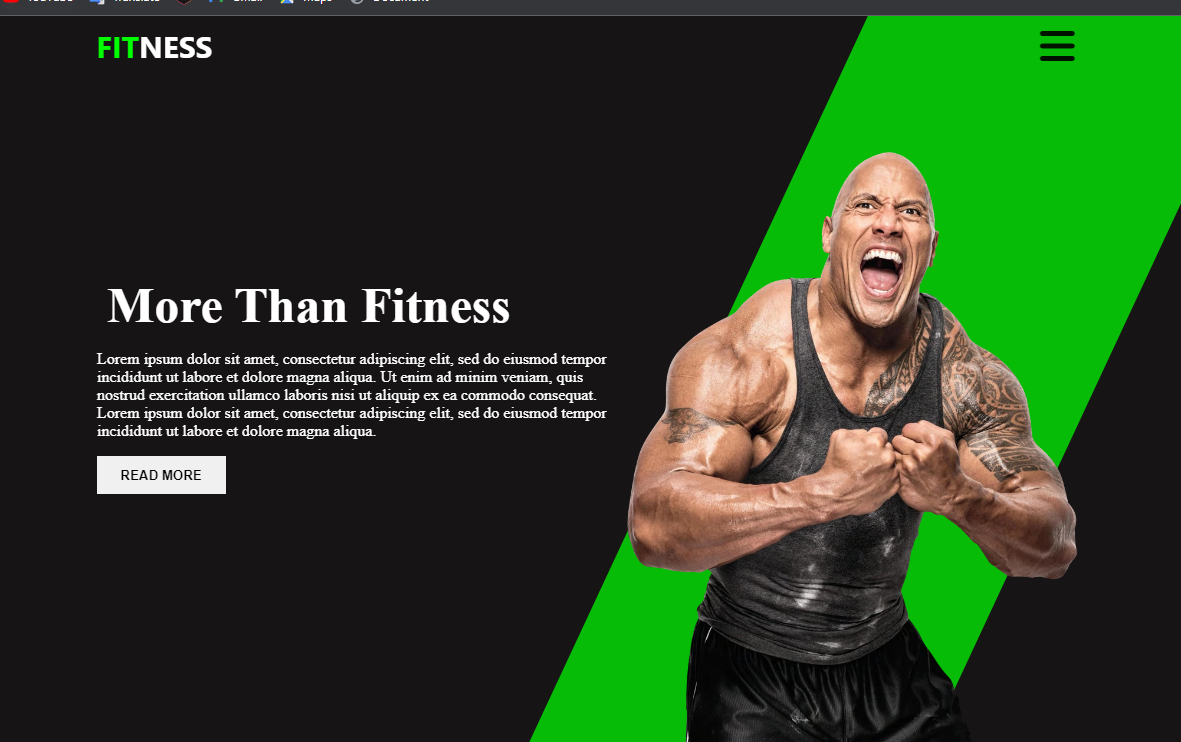 YouTube Translate Gmail Maps Document
FITNESS
More Than Fitness
Lorem ipsum dolor sit amet, consectetur adipiscing elit, sed do eiusmod tempor
incididunt ut labore et dolore magna aliqua. Ut enim ad minim veniam, quis
nostrud exercitation ullamco laboris nisi ut aliquip ex ea commodo consequat.
Lorem ipsum dolor sit amet, consectetur adipiscing elit, sed do eiusmod tempor
incididunt ut labore et dolore magna aliqua.
READ MORE